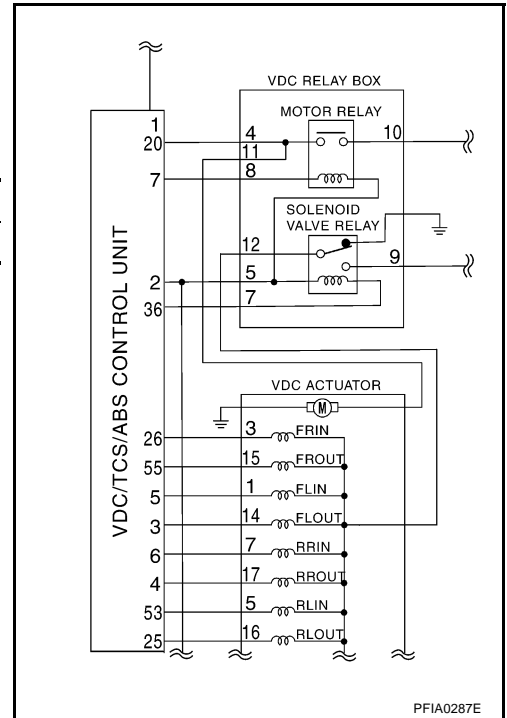 VDC RELAY BOX
MOTOR RELAY
1
20 4 10
11
7 8
SOLENOID
VALVE RELAY
12 9
2 5
36 7
VDC/TCS/ABS CONTROL UNIT
VDC ACTUATOR
M
26 3 FRIN
55 15 FROUT
5 1 FLIN
3 14 FLOUT
6 7 RRIN
4 17 RROUT
53 5 RLIN
25 16 RLOUT
PFIA0287E